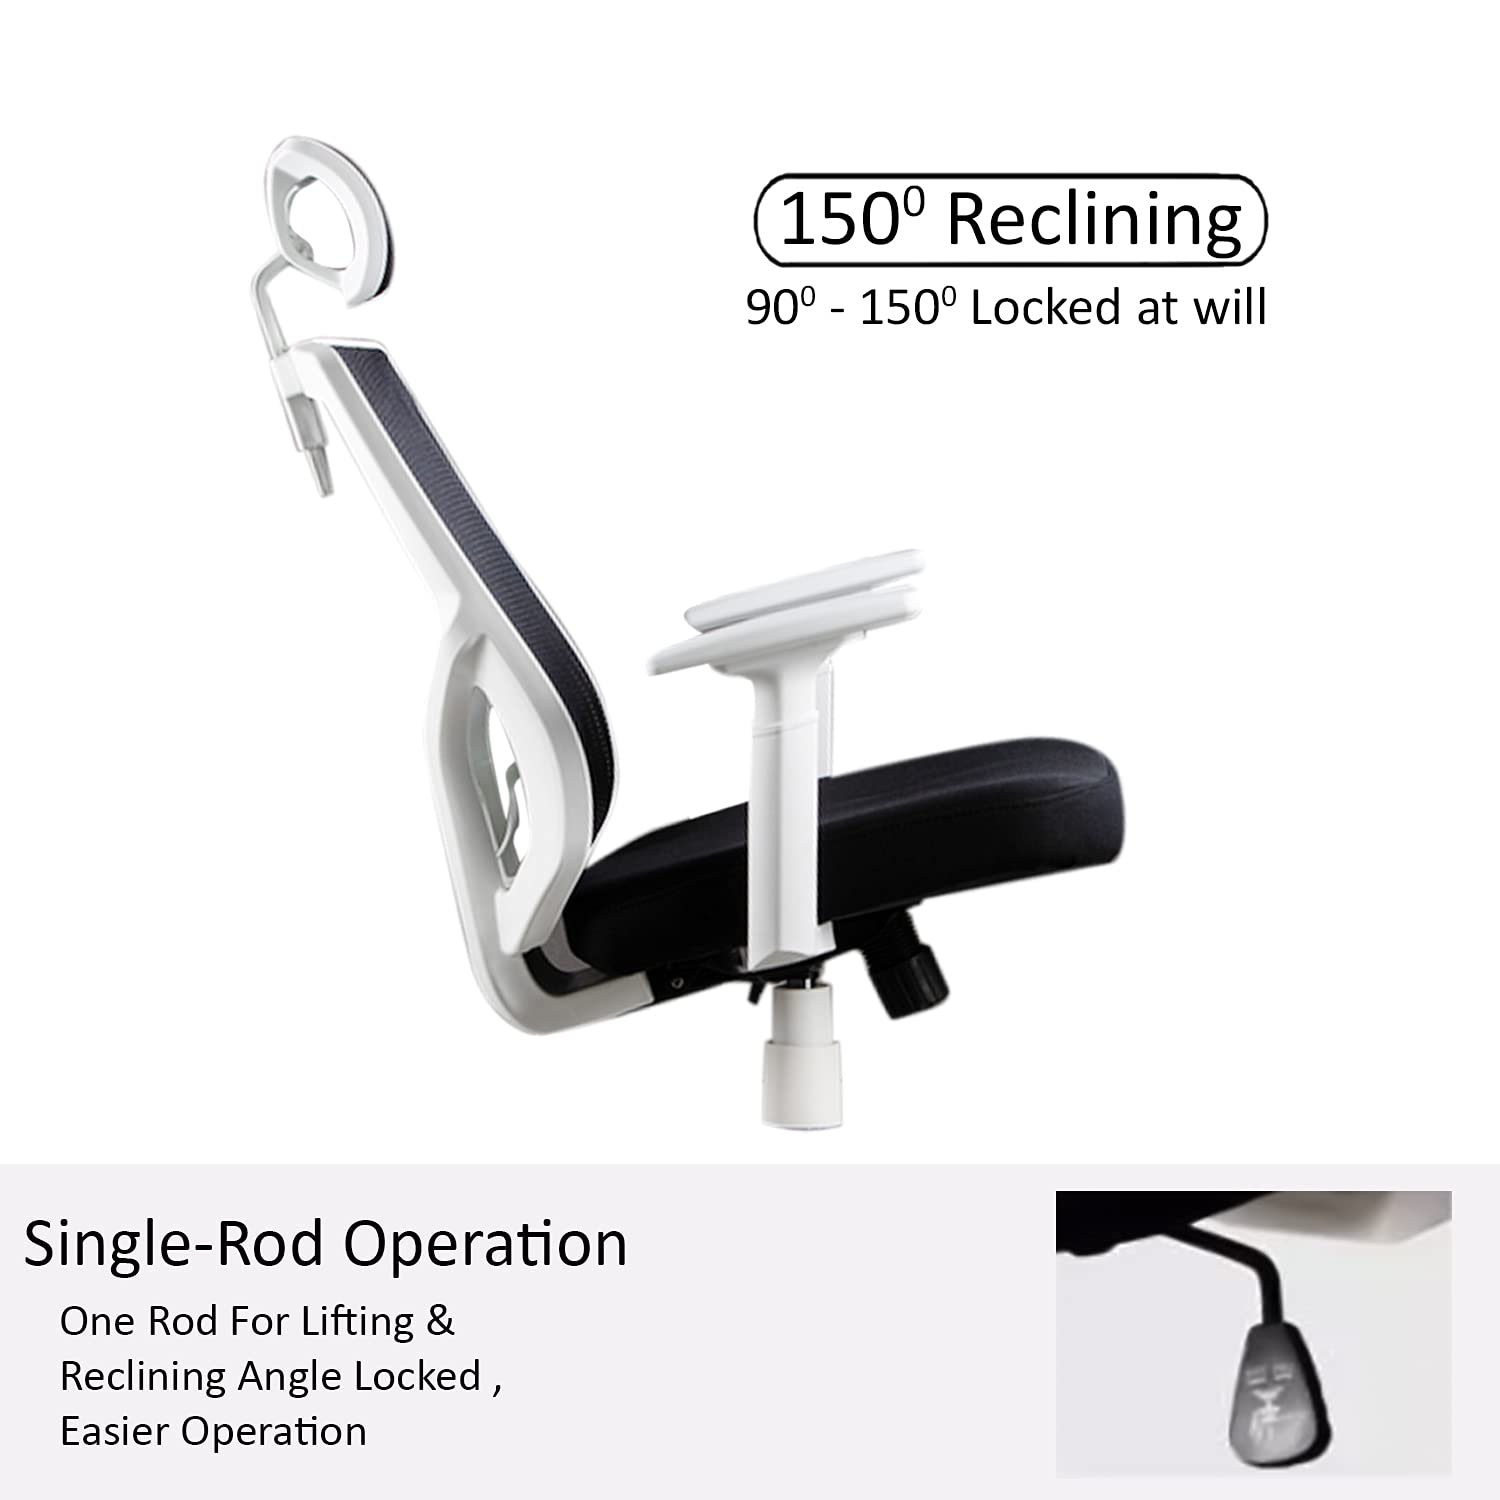 150⁰ Reclining
90⁰ - 150⁰ Locked at will
Single-Rod Operation
One Rod For Lifting &
Reclining Angle Locked ,
Easier Operation